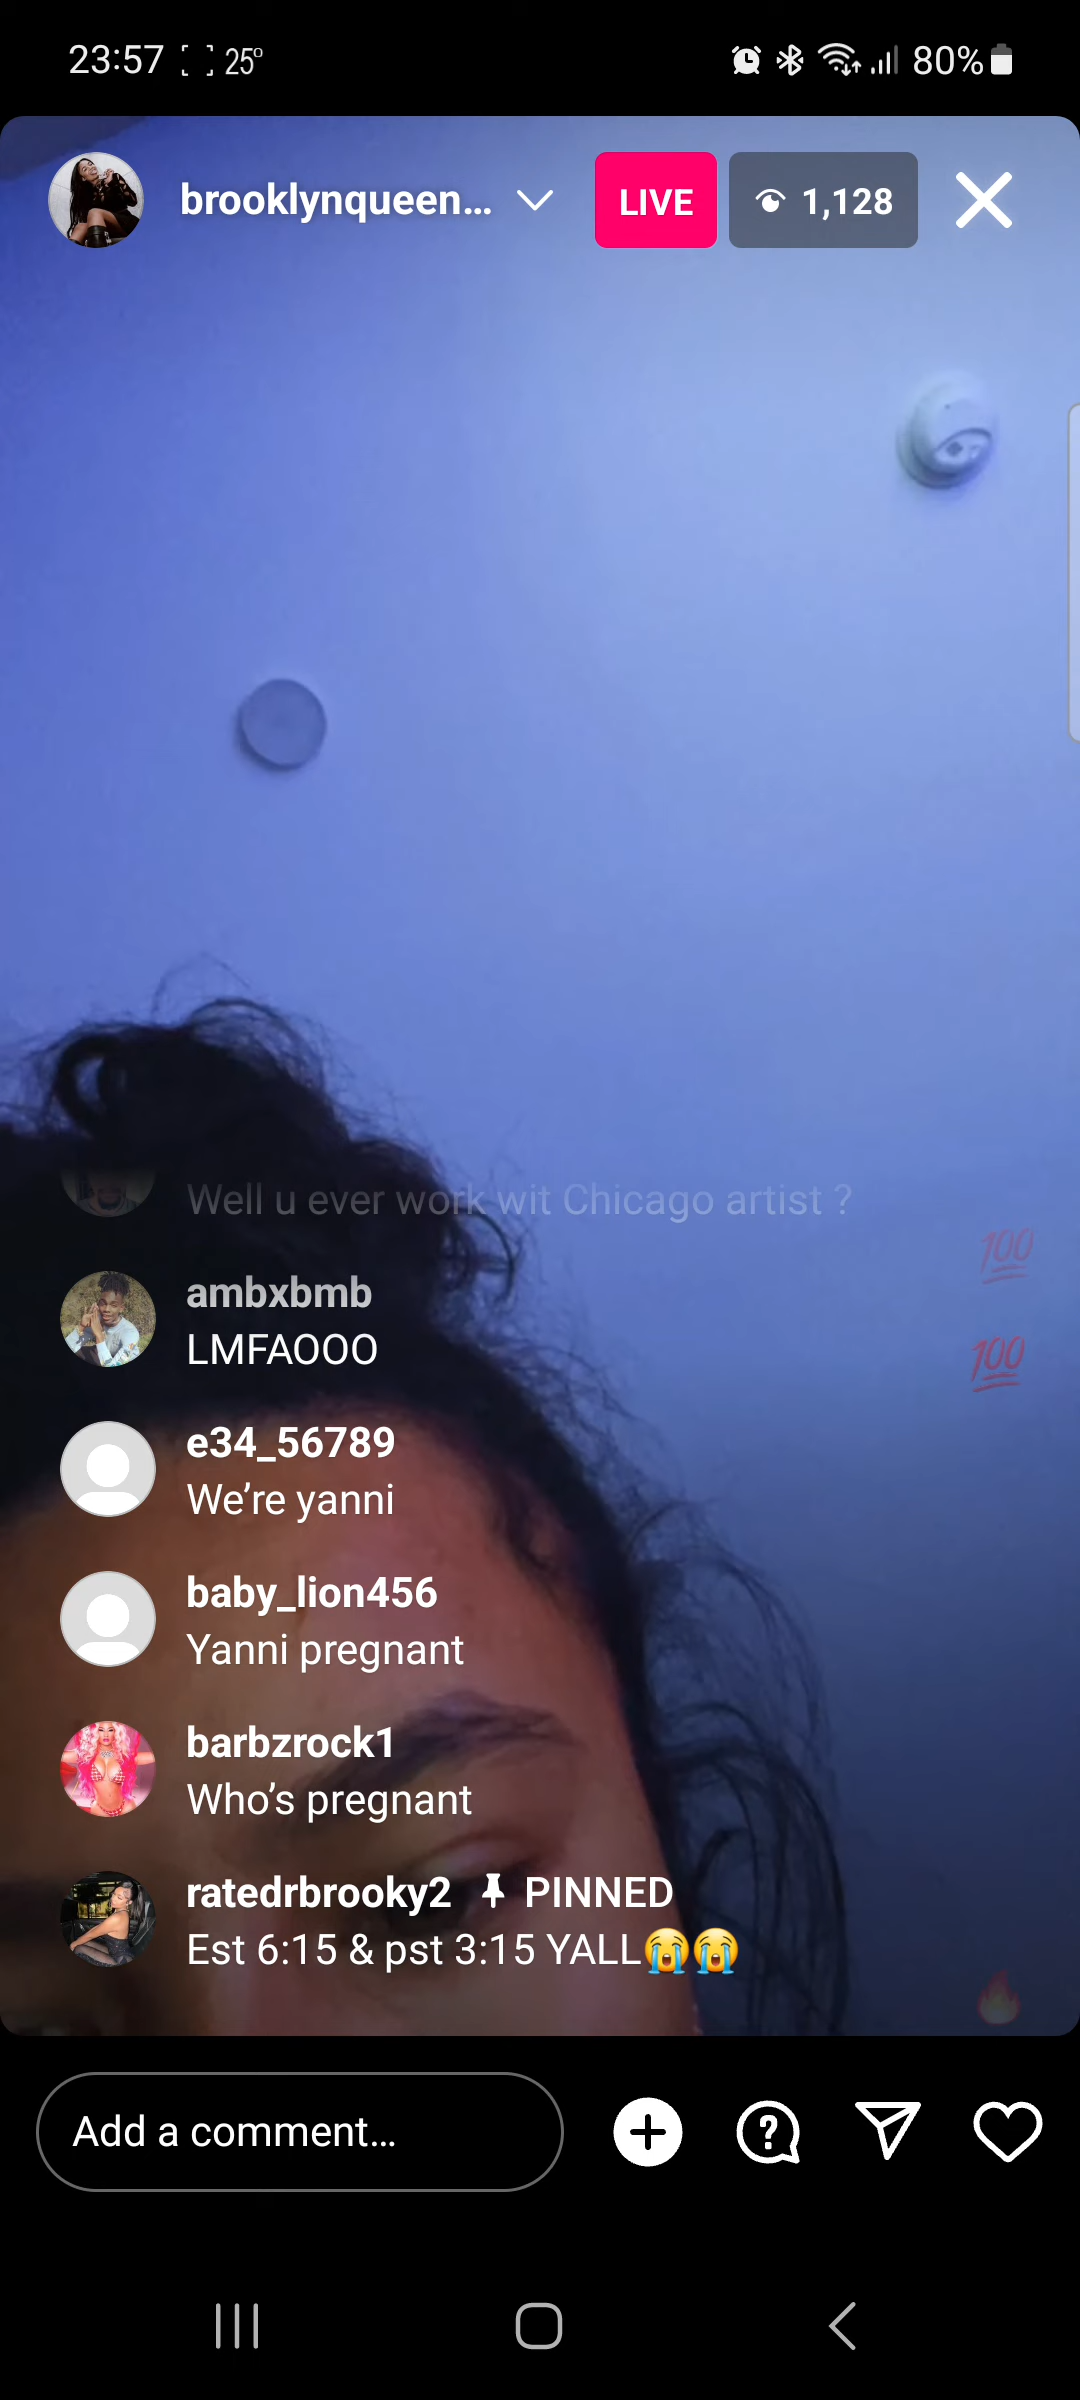 23:57 25°
80%
brooklynqueen...
LIVE
1,128
Well u ever work wit Chicago artist ?
💯
ambxbmb
💯
LMFAOOO
e34_56789
We’re yanni
baby_lion456
Yanni pregnant
barbzrock1
Who’s pregnant
ratedrbrooky2 PINNED
Est 6:15 & pst 3:15 YALL😭😭
Add a comment...